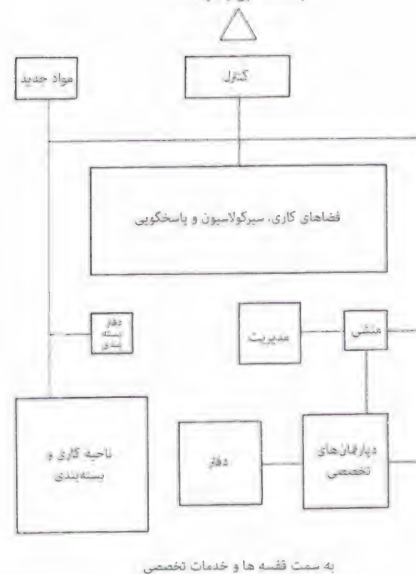 مواد جدید
کنترل
فضاهای کاری، سیرکولاسیون و پاسخگویی
دفتر
بسته
بندی
مدیریت
منشی
ناحیه کاری و
بسته‌بندی
دفتر
دپارتمان‌های
تخصصی
به سمت قفسه ها و خدمات تخصصی